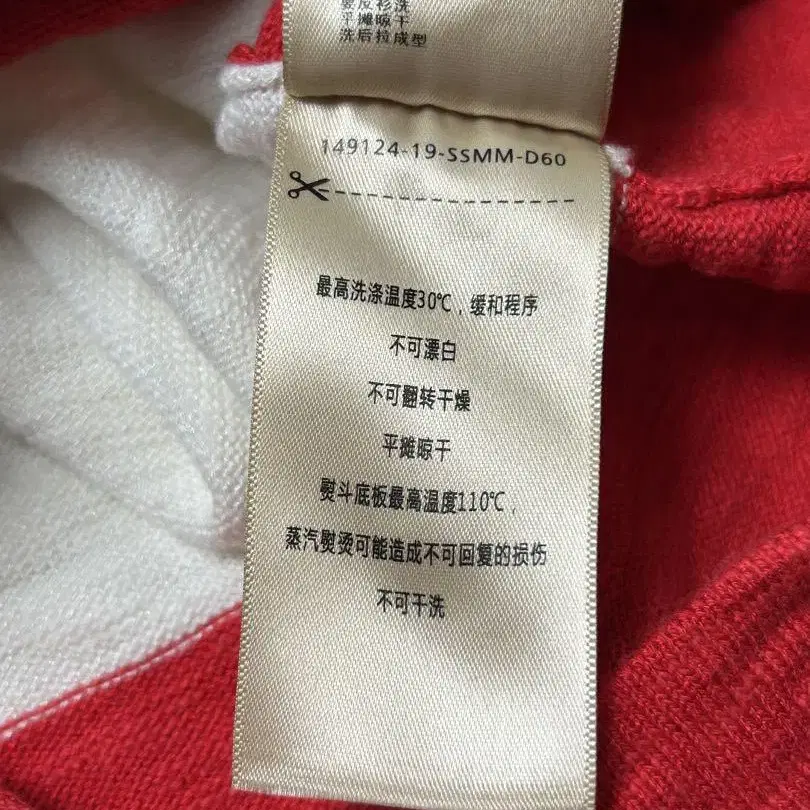 要反衫洗
平摊晾干
洗后拉成型
149124-19-SSMM-D60
最高洗涤温度30℃，缓和程序
不可漂白
不可翻转干燥
平摊晾干
熨斗底板最高温度110℃，
蒸汽熨烫可能造成不可回复的损伤
不可干洗